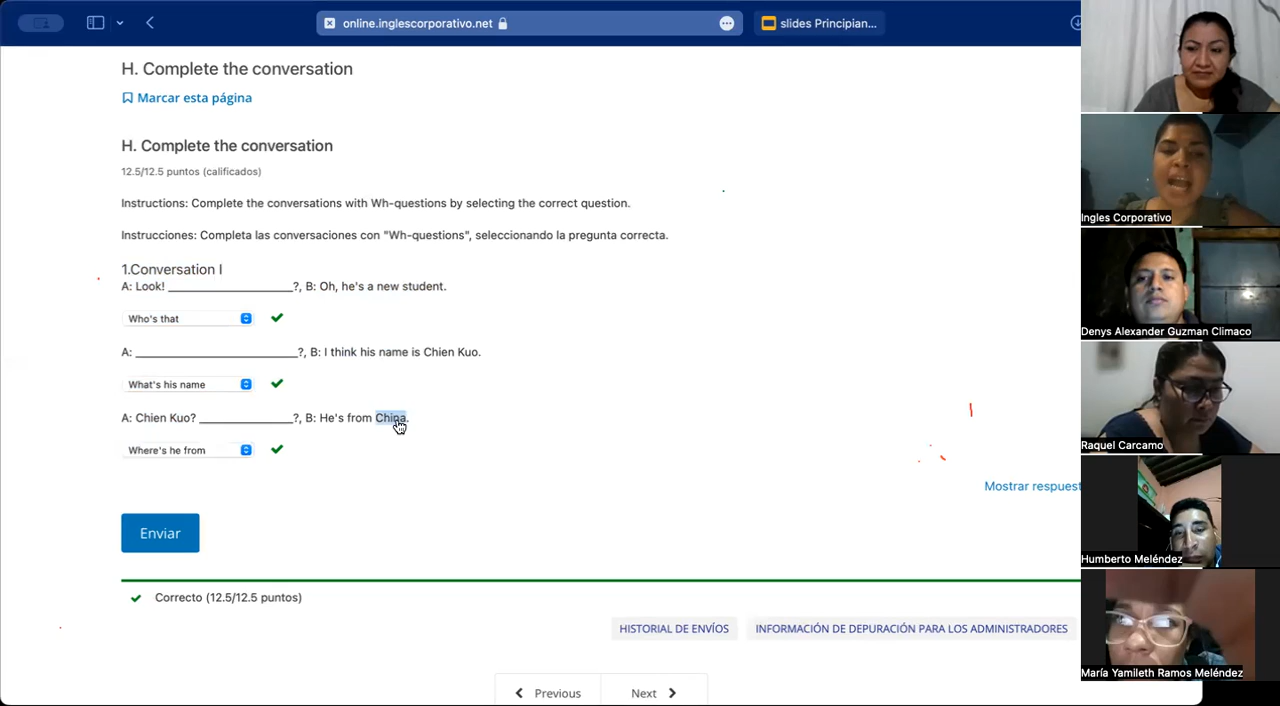 online.inglescorporativo.net
slides Principian...
H. Complete the conversation
Marcar esta página
H. Complete the conversation
12.5/12.5 puntos (calificados)
Instructions: Complete the conversations with Wh-questions by selecting the correct question.
Instrucciones: Completa las conversaciones con "Wh-questions", seleccionando la pregunta correcta.
1.Conversation I
A: Look! ____________________?, B: Oh, he's a new student.
Who's that
A: __________________________?, B: I think his name is Chien Kuo.
What's his name
A: Chien Kuo? _______________?, B: He's from China.
Where's he from
Mostrar respuest
Enviar
Correcto (12.5/12.5 puntos)
HISTORIAL DE ENVÍOS
INFORMACIÓN DE DEPURACIÓN PARA LOS ADMINISTRADORES
Previous
Next
Ingles Corporativo
Denys Alexander Guzman Climaco
Raquel Carcamo
Humberto Meléndez
María Yamileth Ramos Meléndez